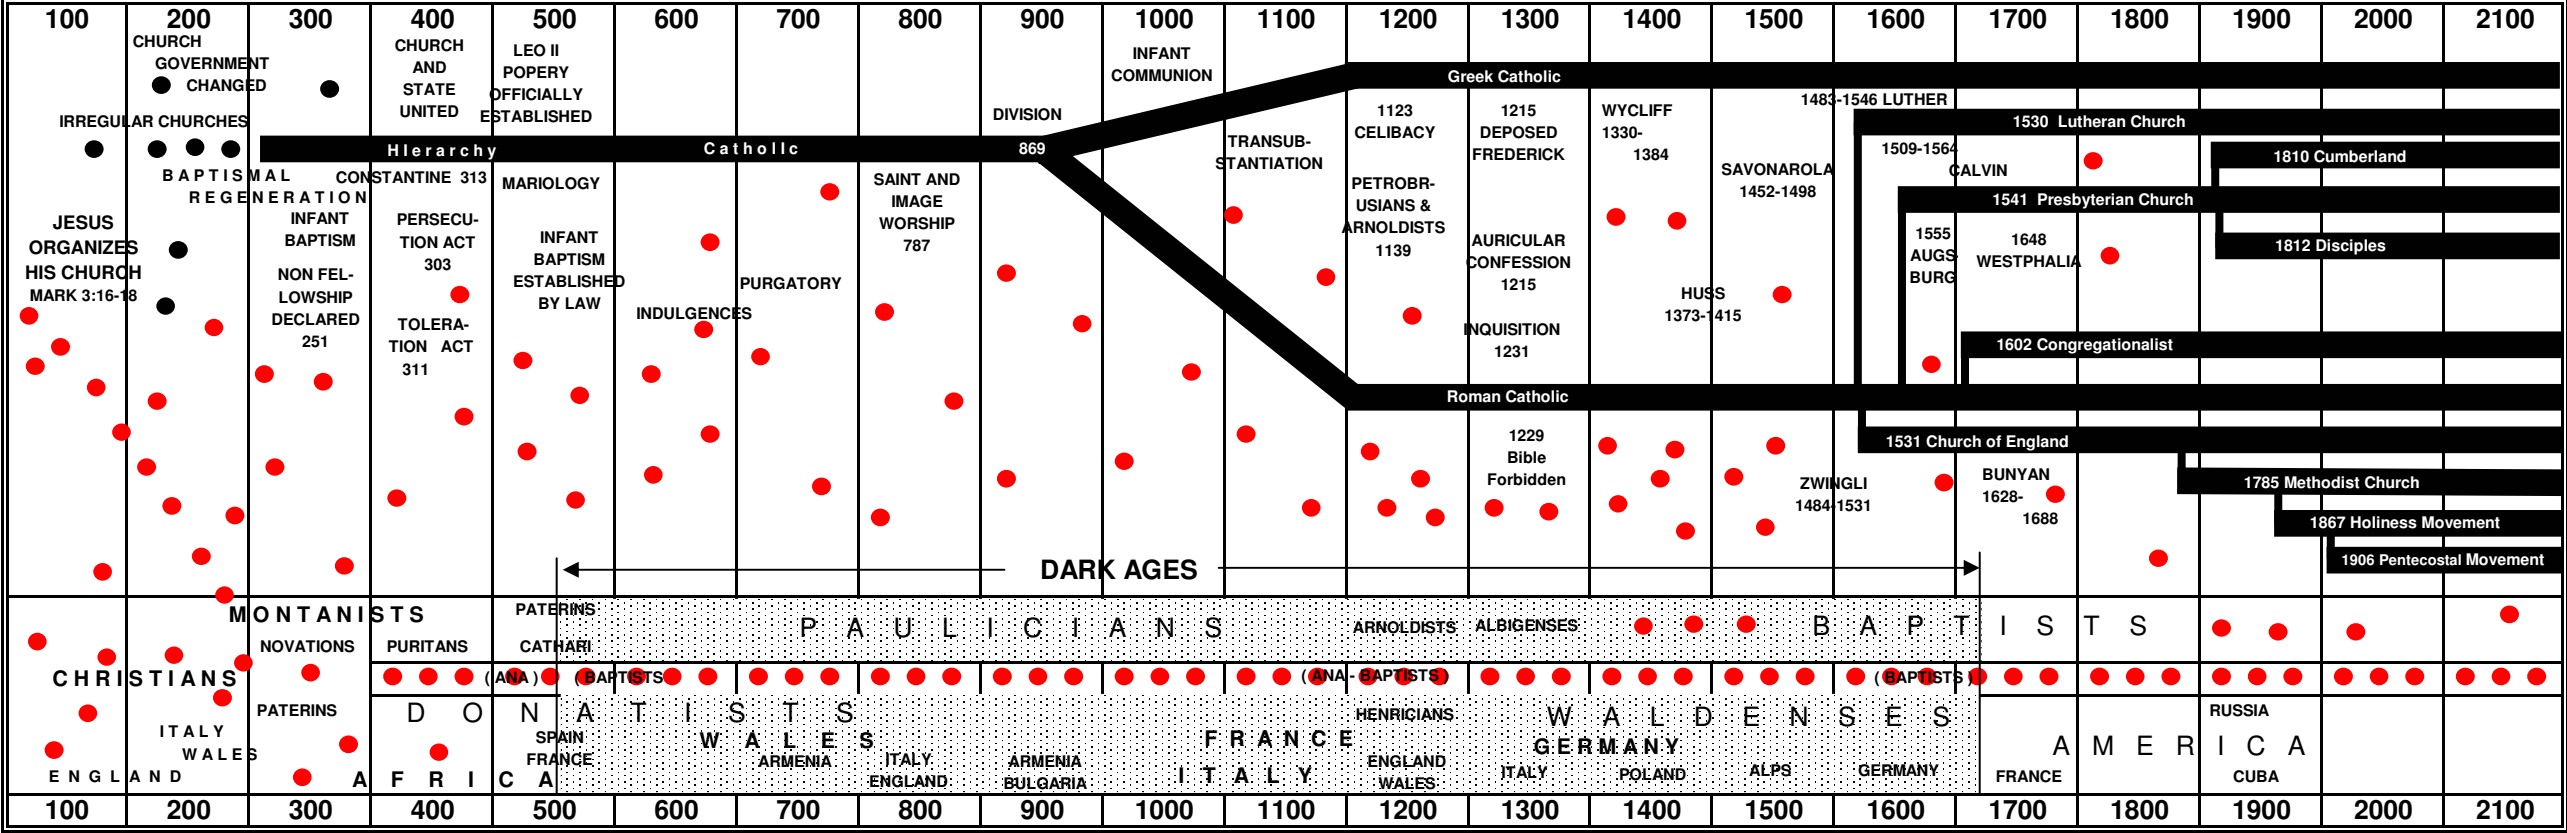 100 200 300 400 500 600 700 800 900 1000 1100 1200 1300 1400 1500 1600 1700 1800 1900 2000 2100
CHURCH
GOVERNMENT
CHANGED
IRREGULAR CHURCHES
BAPTISMAL
REGENERATION
JESUS
ORGANIZES
HIS CHURCH
MARK 3:16-18
INFANT
BAPTISM
NON FEL-
LOWSHIP
DECLARED
251
CHURCH
AND
STATE
UNITED
HIerarchy
CONSTANTINE 313
PERSECU-
TION ACT
303
TOLERA-
TION ACT
311
LEO II
POPERY
OFFICIALLY
ESTABLISHED
MARIOLOGY
INFANT
BAPTISM
ESTABLISHED
BY LAW
INDULGENCES
CatholIc
PURGATORY
SAINT AND
IMAGE
WORSHIP
787
DIVISION
869
INFANT
COMMUNION
TRANSUB-
STANTIATION
Greek Catholic
1123
CELIBACY
PETROBR-
USIANS &
ARNOLDISTS
1139
1215
DEPOSED
FREDERICK
AURICULAR
CONFESSION
1215
INQUISITION
1231
Roman Catholic
1229
Bible
Forbidden
WYCLIFF
1330-
1384
HUSS
1373-1415
SAVONAROLA
1452-1498
1483-1546 LUTHER
1530 Lutheran Church
1509-1564
CALVIN
1541 Presbyterian Church
1810 Cumberland
1812 Disciples
1555
AUGS-
BURG
1648
WESTPHALIA
1602 Congregationalist
1531 Church of England
1785 Methodist Church
1867 Holiness Movement
1906 Pentecostal Movement
ZWINGLI
1484-1531
BUNYAN
1628-
1688
DARK AGES
MONTANISTS
NOVATIONS
PURITANS
PATERINS
CATHARI
PAULICIANS
ARNOLDISTS
ALBIGENSES
BAPTISTS
CHRISTIANS
( ANA )
( BAPTISTS
( ANA - BAPTISTS )
( BAPTISTS )
PATERINS
DONATISTS
HENRICIANS
WALDENSES
RUSSIA
ITALY
WALES
ENGLAND
AFRICA
SPAIN
FRANCE
WALES
ARMENIA
ITALY
ENGLAND
ARMENIA
BULGARIA
FRANCE
ITALY
ENGLAND
WALES
GERMANY
ITALY
POLAND
ALPS
GERMANY
AMERICA
FRANCE
CUBA
100 200 300 400 500 600 700 800 900 1000 1100 1200 1300 1400 1500 1600 1700 1800 1900 2000 2100